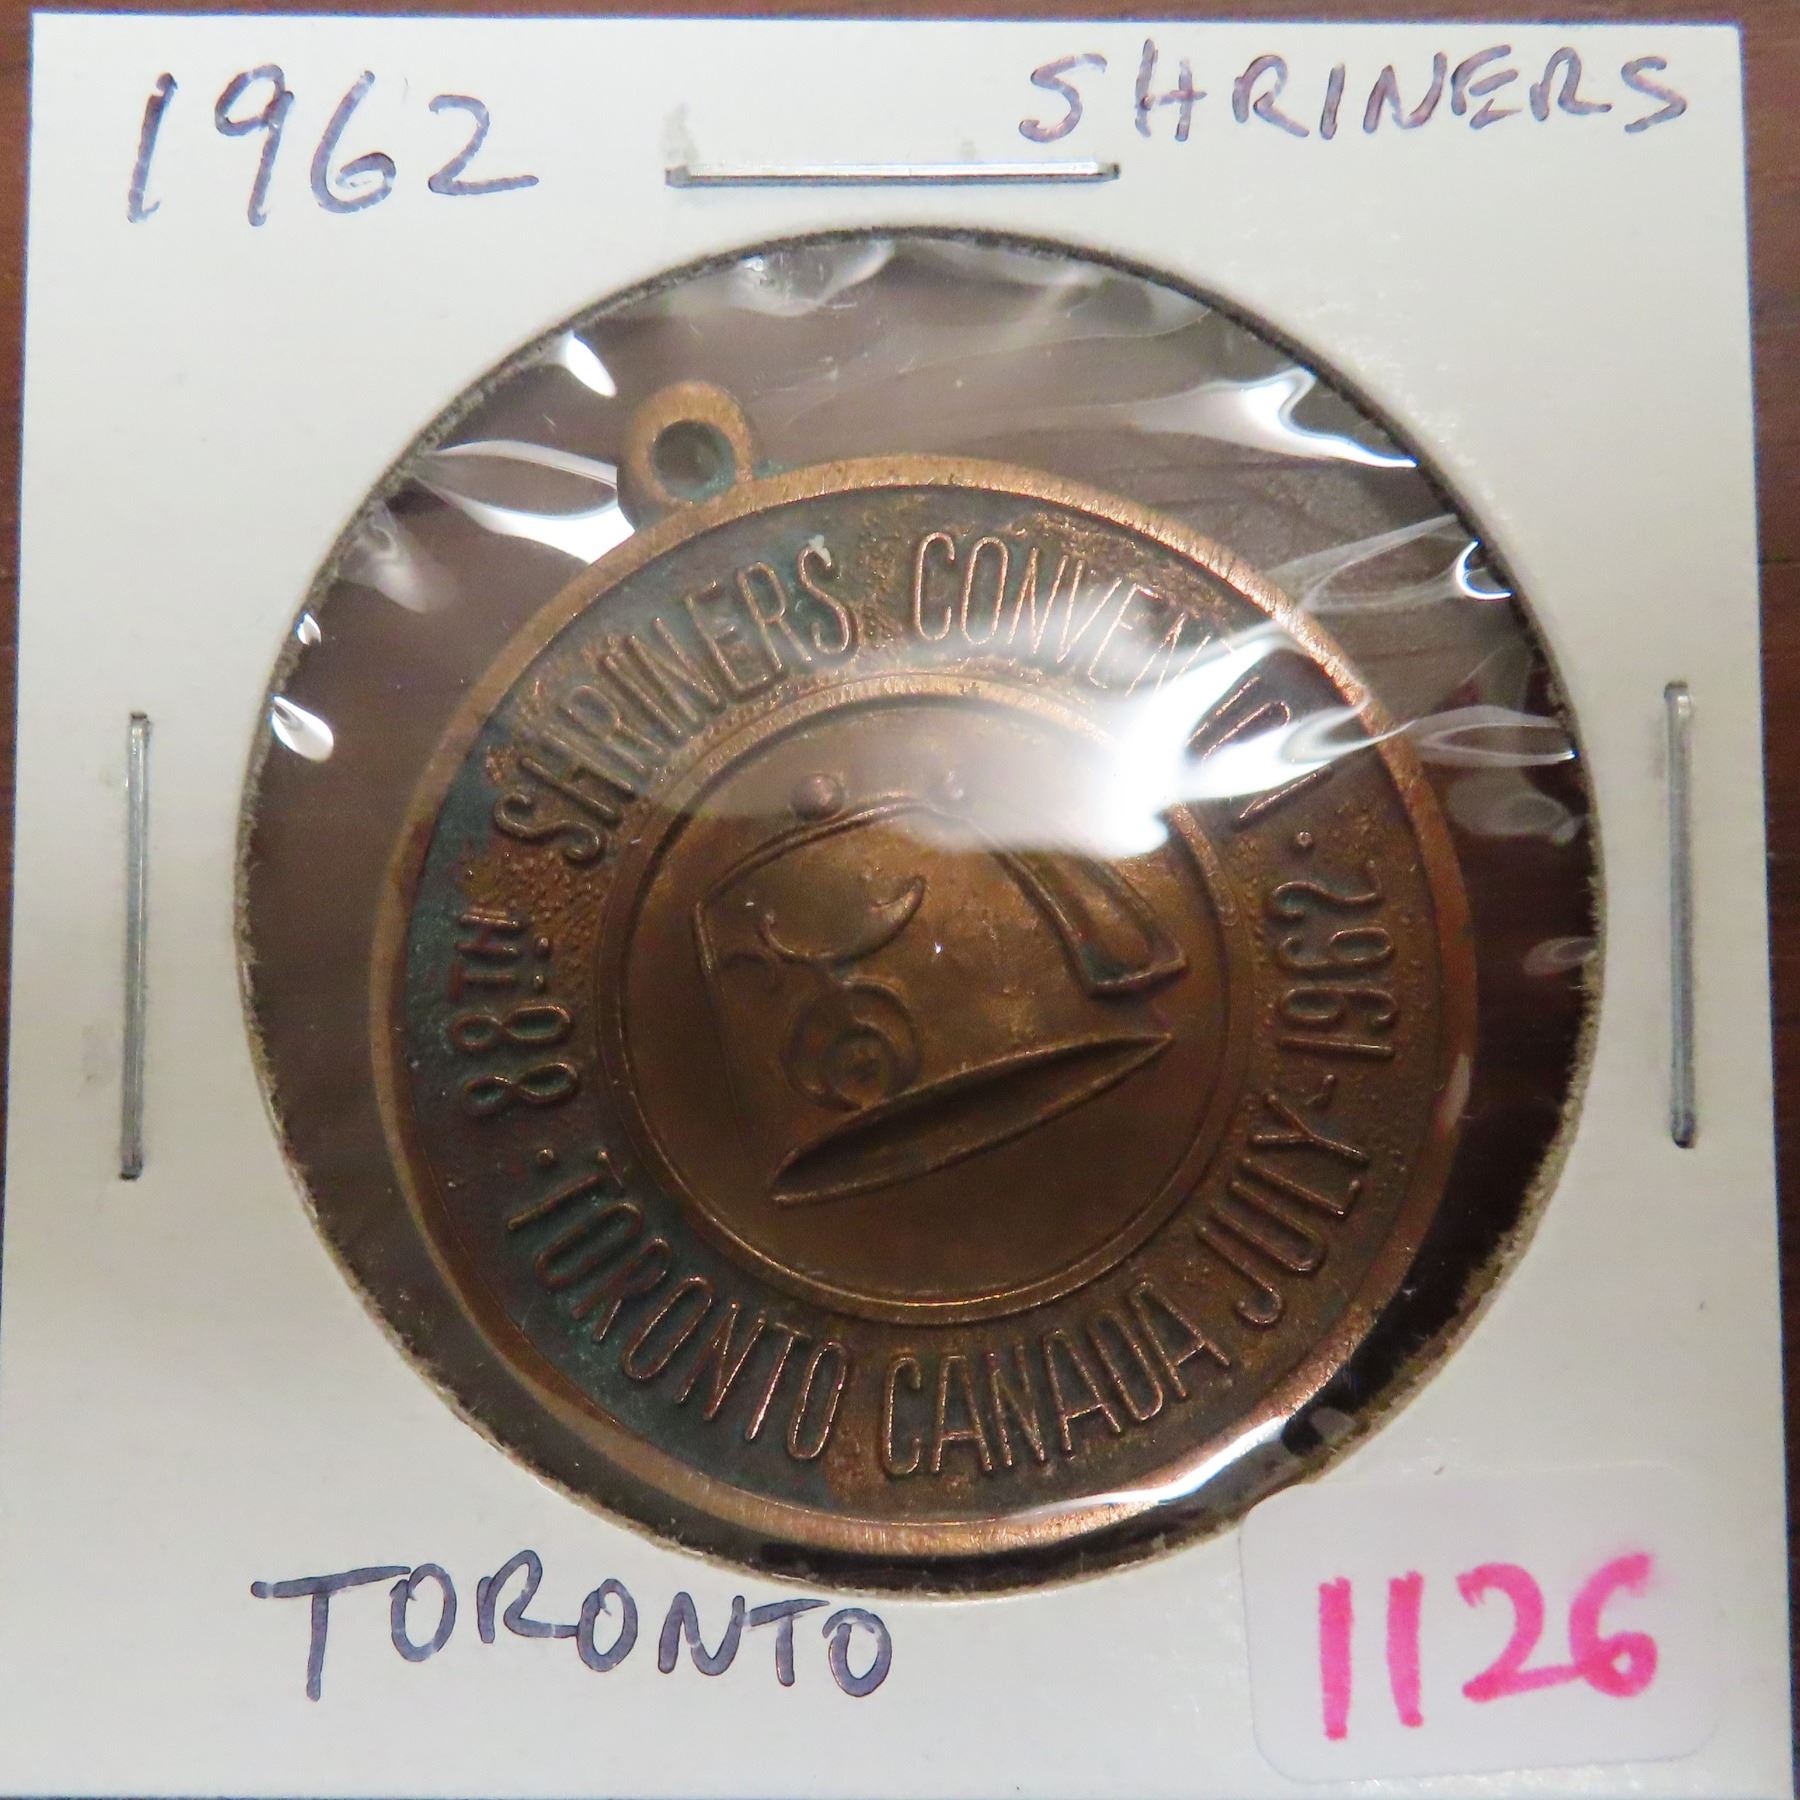 1962
SHRINERS
88TH SHRINERS CONVENTION ·
· TORONTO CANADA JULY - 1962 ·
TORONTO
1126